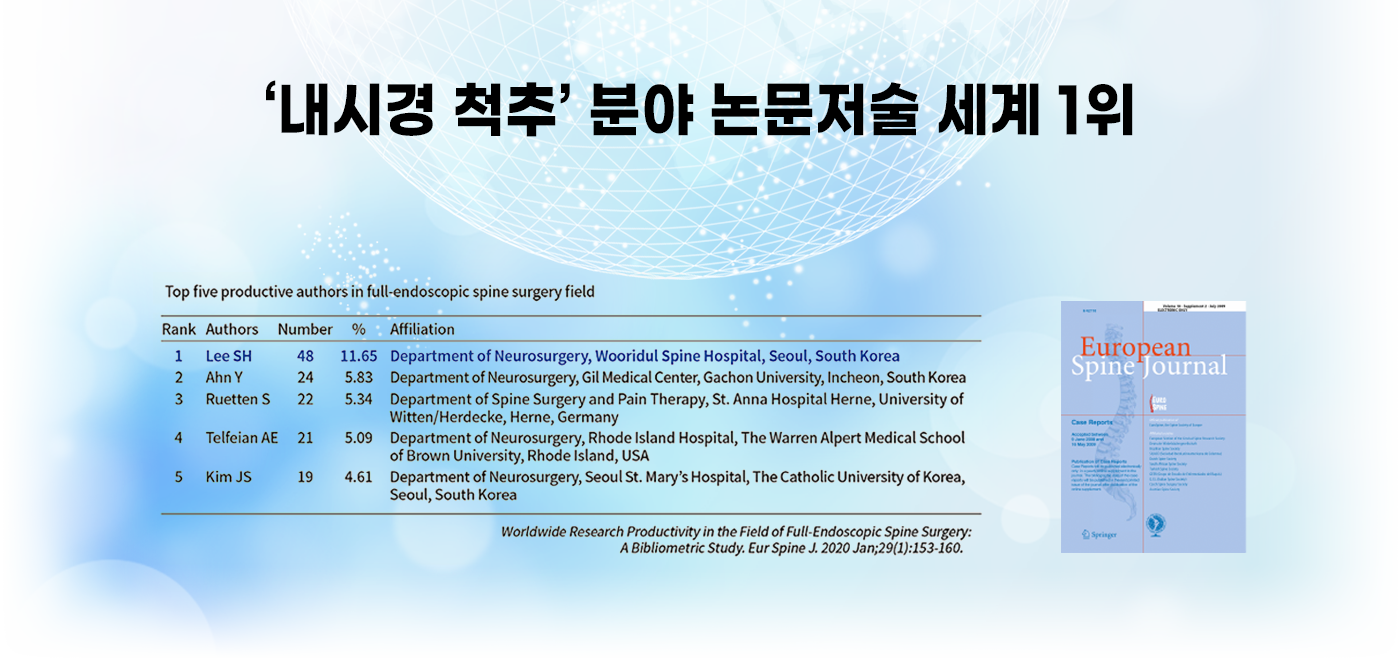 ‘내시경 척추’ 분야 논문저술 세계 1위
Top five productive authors in full-endoscopic spine surgery field
Rank Authors Number % Affiliation
1 Lee SH 48 11.65 Department of Neurosurgery, Wooridul Spine Hospital, Seoul, South Korea
2 Ahn Y 24 5.83 Department of Neurosurgery, Gil Medical Center, Gachon University, Incheon, South Korea
3 Ruetten S 22 5.34 Department of Spine Surgery and Pain Therapy, St. Anna Hospital Herne, University of
Witten/Herdecke, Herne, Germany
4 Telfeian AE 21 5.09 Department of Neurosurgery, Rhode Island Hospital, The Warren Alpert Medical School
of Brown University, Rhode Island, USA
5 Kim JS 19 4.61 Department of Neurosurgery, Seoul St. Mary’s Hospital, The Catholic University of Korea,
Seoul, South Korea
Worldwide Research Productivity in the Field of Full-Endoscopic Spine Surgery:
A Bibliometric Study. Eur Spine J. 2020 Jan;29(1):153-160.
European
Spine Journal
EURO
SPINE
Case Reports
Springer